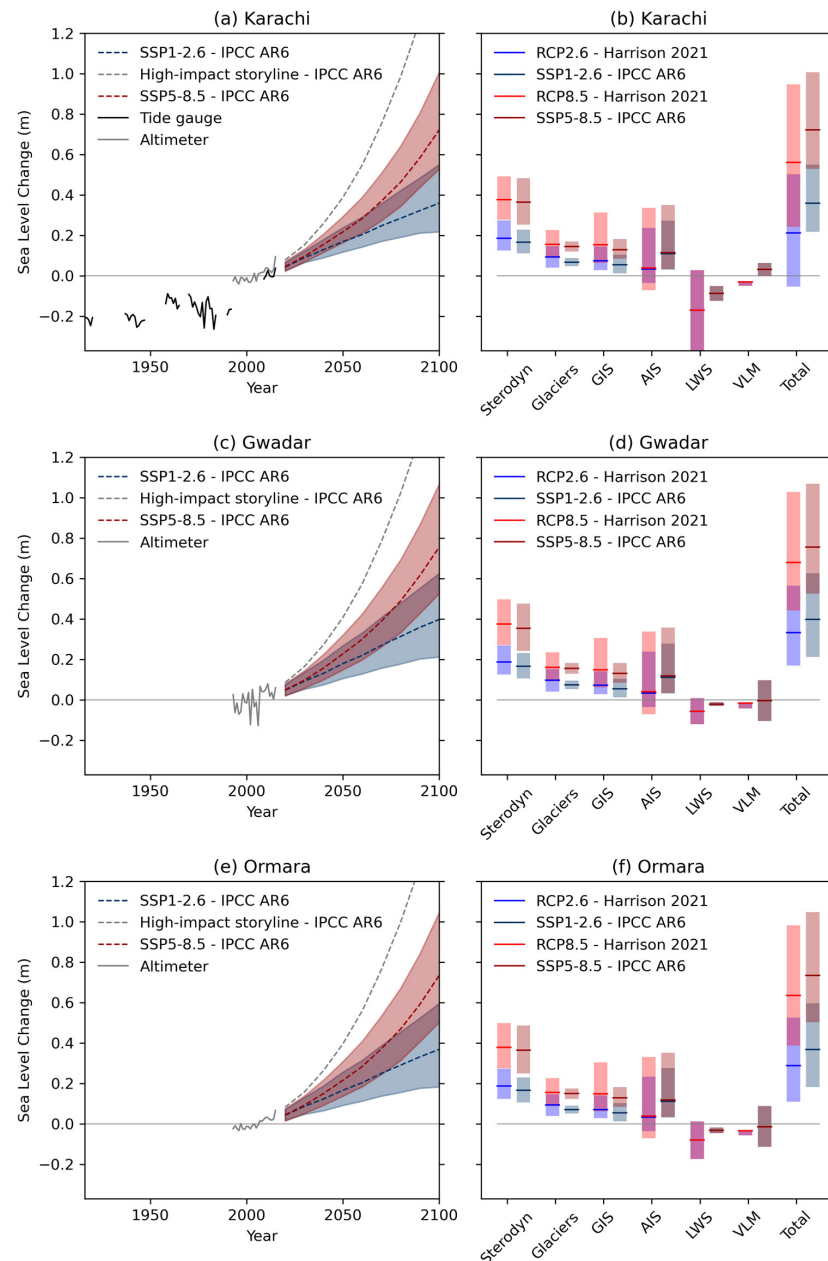 (a) Karachi
SSP1-2.6 - IPCC AR6
High-impact storyline - IPCC AR6
SSP5-8.5 - IPCC AR6
Tide gauge
Altimeter
Sea Level Change (m)
1.2
1.0
0.8
0.6
0.4
0.2
0.0
−0.2
1950
2000
2050
2100
Year
(b) Karachi
RCP2.6 - Harrison 2021
SSP1-2.6 - IPCC AR6
RCP8.5 - Harrison 2021
SSP5-8.5 - IPCC AR6
Sterodyn
Glaciers
GIS
AIS
LWS
VLM
Total
(c) Gwadar
SSP1-2.6 - IPCC AR6
High-impact storyline - IPCC AR6
SSP5-8.5 - IPCC AR6
Altimeter
Sea Level Change (m)
1.2
1.0
0.8
0.6
0.4
0.2
0.0
−0.2
1950
2000
2050
2100
Year
(d) Gwadar
RCP2.6 - Harrison 2021
SSP1-2.6 - IPCC AR6
RCP8.5 - Harrison 2021
SSP5-8.5 - IPCC AR6
Sterodyn
Glaciers
GIS
AIS
LWS
VLM
Total
(e) Ormara
SSP1-2.6 - IPCC AR6
High-impact storyline - IPCC AR6
SSP5-8.5 - IPCC AR6
Altimeter
Sea Level Change (m)
1.2
1.0
0.8
0.6
0.4
0.2
0.0
−0.2
1950
2000
2050
2100
Year
(f) Ormara
RCP2.6 - Harrison 2021
SSP1-2.6 - IPCC AR6
RCP8.5 - Harrison 2021
SSP5-8.5 - IPCC AR6
Sterodyn
Glaciers
GIS
AIS
LWS
VLM
Total